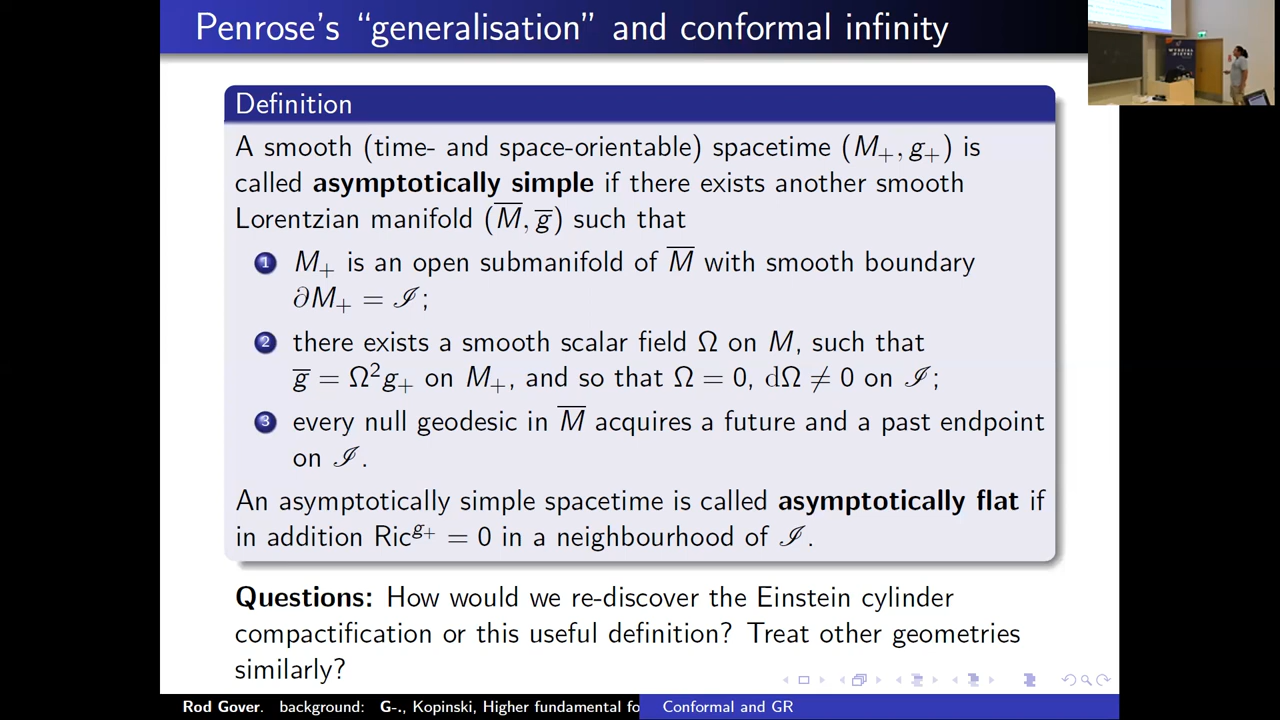 Penrose's “generalisation” and conformal infinity
Definition
A smooth (time- and space-orientable) spacetime (M₊, g₊) is
called asymptotically simple if there exists another smooth
Lorentzian manifold (M̅, g̅) such that
1 M₊ is an open submanifold of M̅ with smooth boundary
∂M₊ = ℐ;
2 there exists a smooth scalar field Ω on M, such that
g̅ = Ω²g₊ on M₊, and so that Ω = 0, dΩ ≠ 0 on ℐ;
3 every null geodesic in M̅ acquires a future and a past endpoint
on ℐ.
An asymptotically simple spacetime is called asymptotically flat if
in addition Ric^g₊ = 0 in a neighbourhood of ℐ.
Questions: How would we re-discover the Einstein cylinder
compactification or this useful definition? Treat other geometries
similarly?
Rod Gover. background: G-., Kopinski, Higher fundamental fo
Conformal and GR